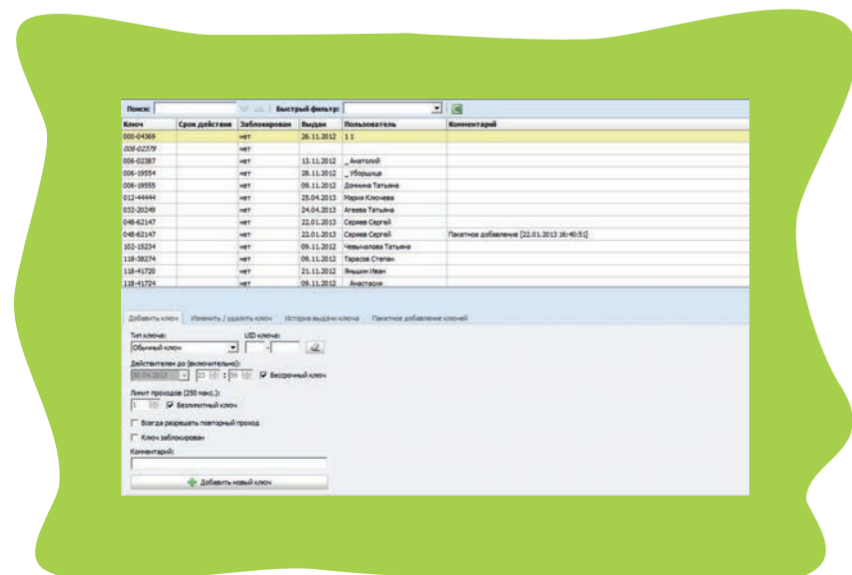 Поиск: Быстрый фильтр:
Ключ Срок действия Заблокирован Выдан Пользователь Комментарий
000-04369 нет 26.11.2012 1 1
008-02379 нет
006-02387 нет 13.11.2012 _ Анатолий
006-19554 нет 28.11.2012 _ Уборщица
006-19555 нет 09.11.2012 Татьяна
012-44444 нет 25.04.2013 Мария Ключева
032-20249 нет 24.04.2013 Агеева Татьяна
048-62147 нет 22.01.2013 Сергей
048-62147 нет 22.01.2013 Сергей Пакетное добавление [22.01.2013 16:40:51]
102-15234 нет 09.11.2012 Татьяна
118-38274 нет 09.11.2012 Тарасов Степан
118-41720 нет 21.11.2012 Яньшин Иван
118-41724 нет 09.11.2012 Анастасия
Добавить ключ Изменить / удалить ключ История выдачи ключа Пакетное добавление ключей
Тип ключа: UID ключа:
Обычный ключ -
Действителен до (включительно):
30.04.2013 23 : 59 Бессрочный ключ
Лимит проходов (250 макс.):
1 Безлимитный ключ
Всегда разрешать повторный проход
Ключ заблокирован
Комментарий:
Добавить новый ключ